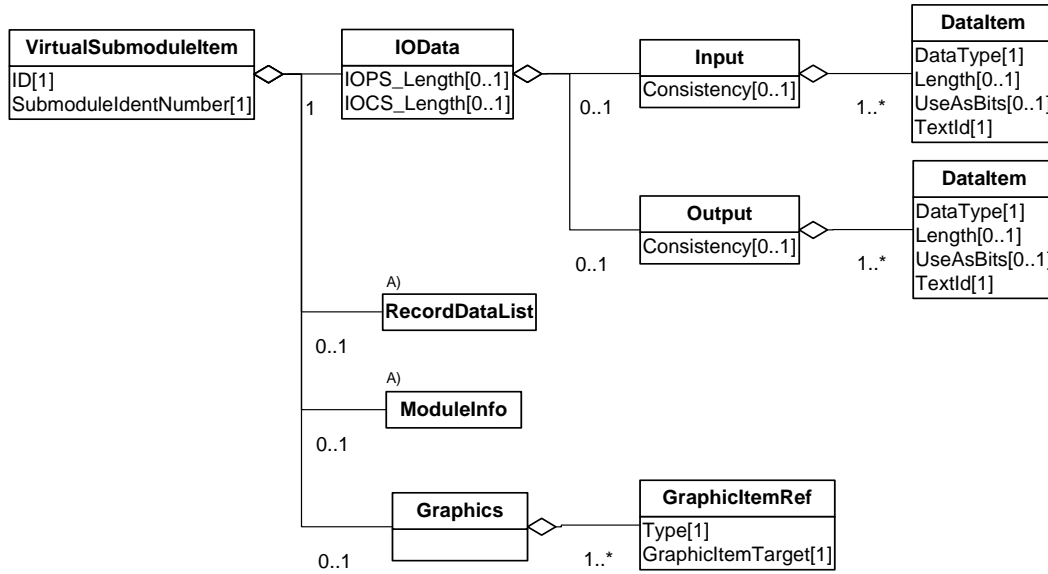 VirtualSubmoduleItem
ID[1]
SubmoduleIdentNumber[1]
1
IOData
IOPS_Length[0..1]
IOCS_Length[0..1]
0..1
Input
Consistency[0..1]
1..*
DataItem
DataType[1]
Length[0..1]
UseAsBits[0..1]
TextId[1]
0..1
Output
Consistency[0..1]
1..*
DataItem
DataType[1]
Length[0..1]
UseAsBits[0..1]
TextId[1]
A)
RecordDataList
0..1
A)
ModuleInfo
0..1
Graphics
0..1
1..*
GraphicItemRef
Type[1]
GraphicItemTarget[1]